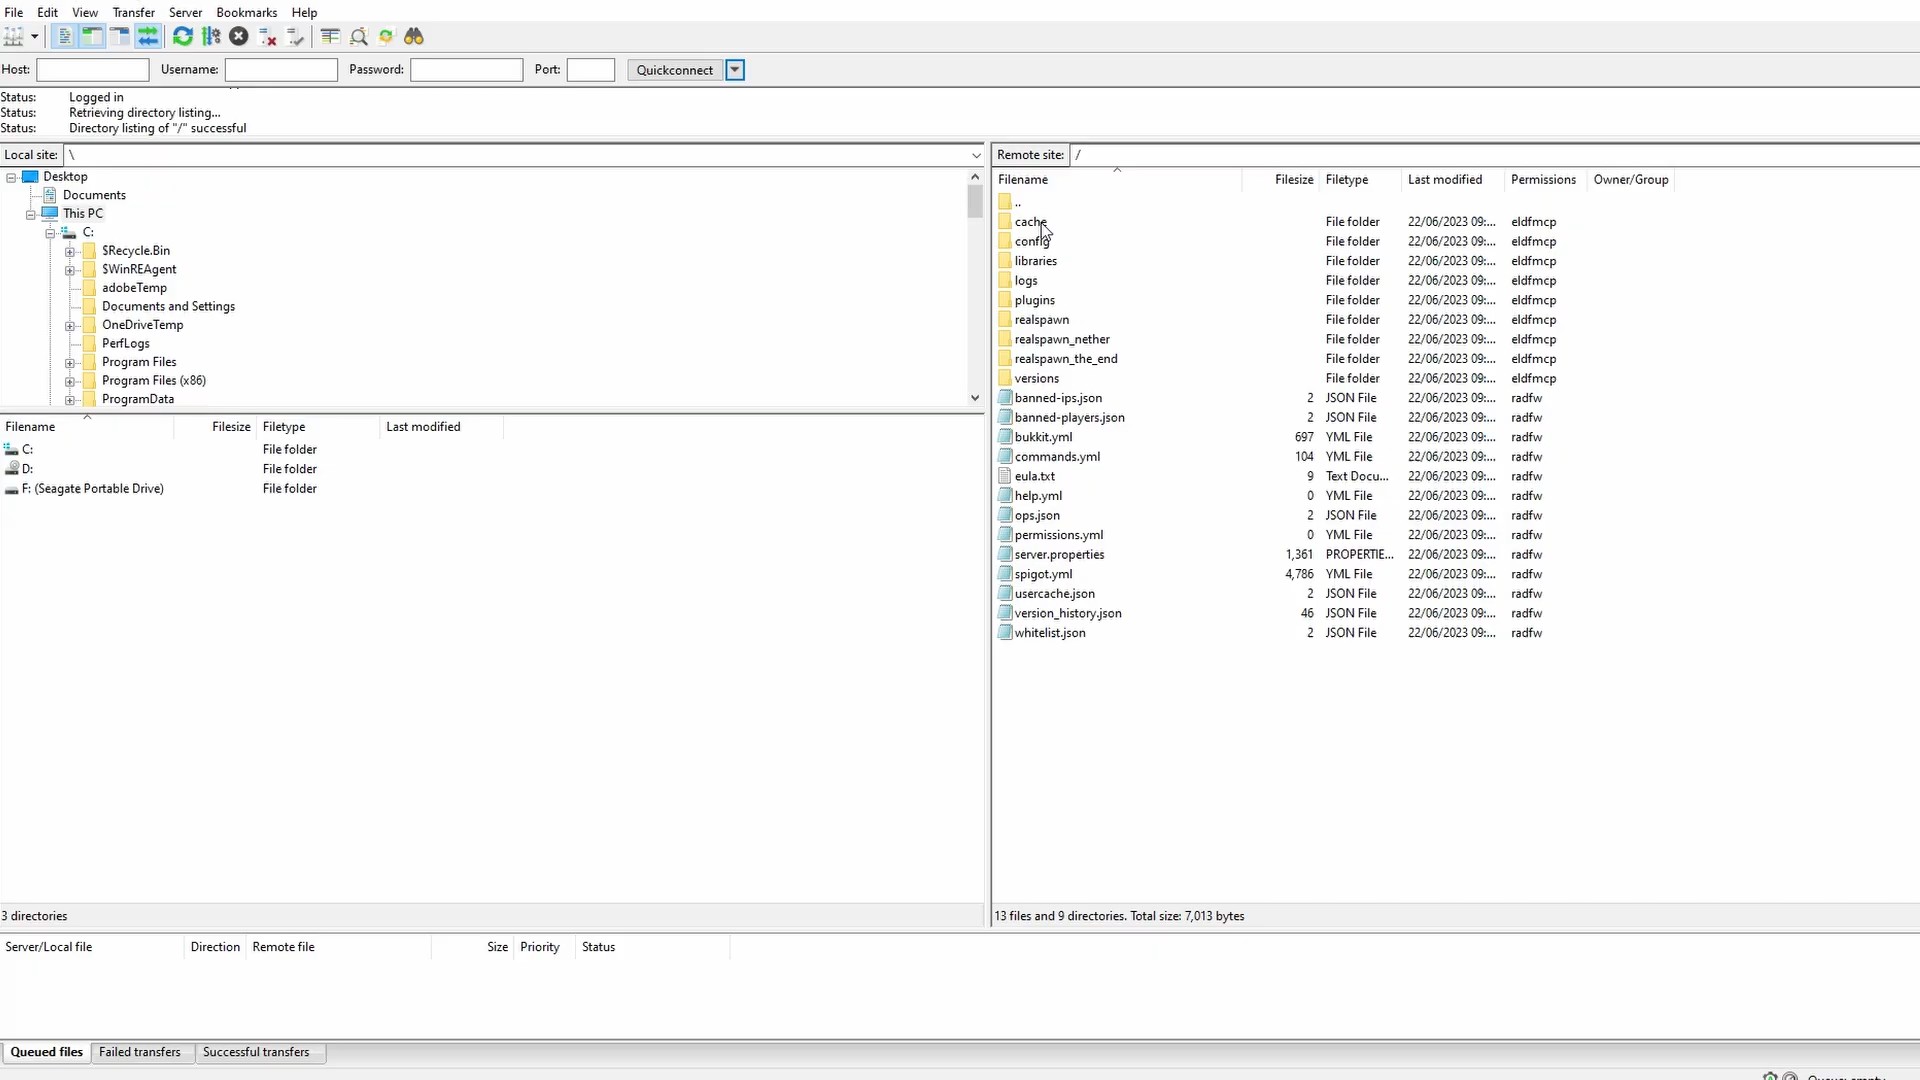 File Edit View Transfer Server Bookmarks Help
Host: Username: Password: Port: Quickconnect
Status: Logged in
Status: Retrieving directory listing...
Status: Directory listing of "/" successful
Local site: \
Remote site: /
Desktop
Documents
This PC
C:
$Recycle.Bin
$WinREAgent
adobeTemp
Documents and Settings
OneDriveTemp
PerfLogs
Program Files
Program Files (x86)
ProgramData
Filename Filesize Filetype Last modified
C: File folder
D: File folder
F: (Seagate Portable Drive) File folder
3 directories
Filename Filesize Filetype Last modified Permissions Owner/Group
..
cache File folder 22/06/2023 09:... eldfmcp
config File folder 22/06/2023 09:... eldfmcp
libraries File folder 22/06/2023 09:... eldfmcp
logs File folder 22/06/2023 09:... eldfmcp
plugins File folder 22/06/2023 09:... eldfmcp
realspawn File folder 22/06/2023 09:... eldfmcp
realspawn_nether File folder 22/06/2023 09:... eldfmcp
realspawn_the_end File folder 22/06/2023 09:... eldfmcp
versions File folder 22/06/2023 09:... eldfmcp
banned-ips.json 2 JSON File 22/06/2023 09:... radfw
banned-players.json 2 JSON File 22/06/2023 09:... radfw
bukkit.yml 697 YML File 22/06/2023 09:... radfw
commands.yml 104 YML File 22/06/2023 09:... radfw
eula.txt 9 Text Docu... 22/06/2023 09:... radfw
help.yml 0 YML File 22/06/2023 09:... radfw
ops.json 2 JSON File 22/06/2023 09:... radfw
permissions.yml 0 YML File 22/06/2023 09:... radfw
server.properties 1,361 PROPERTIE... 22/06/2023 09:... radfw
spigot.yml 4,786 YML File 22/06/2023 09:... radfw
usercache.json 2 JSON File 22/06/2023 09:... radfw
version_history.json 46 JSON File 22/06/2023 09:... radfw
whitelist.json 2 JSON File 22/06/2023 09:... radfw
13 files and 9 directories. Total size: 7,013 bytes
Server/Local file Direction Remote file Size Priority Status
Queued files Failed transfers Successful transfers
Queue: empty